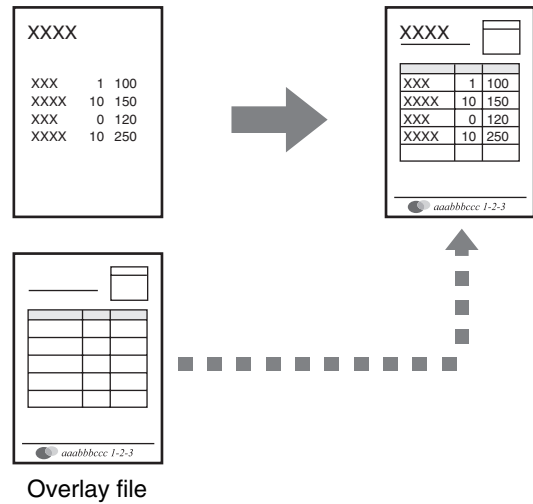 XXXX
XXX 1 100
XXXX 10 150
XXX 0 120
XXXX 10 250
XXXX
XXX 1 100
XXXX 10 150
XXX 0 120
XXXX 10 250
aaabbbccc 1-2-3
aaabbbccc 1-2-3
Overlay file